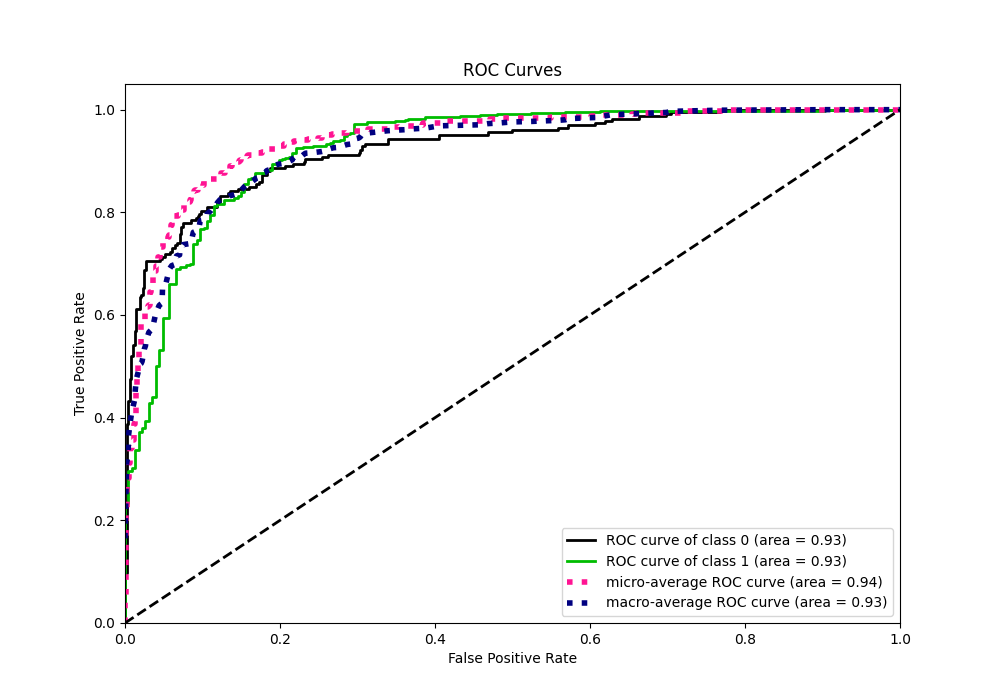 ROC Curves
True Positive Rate
1.0
0.8
0.6
0.4
0.2
0.0
0.0 0.2 0.4 0.6 0.8 1.0
False Positive Rate
ROC curve of class 0 (area = 0.93)
ROC curve of class 1 (area = 0.93)
micro-average ROC curve (area = 0.94)
macro-average ROC curve (area = 0.93)